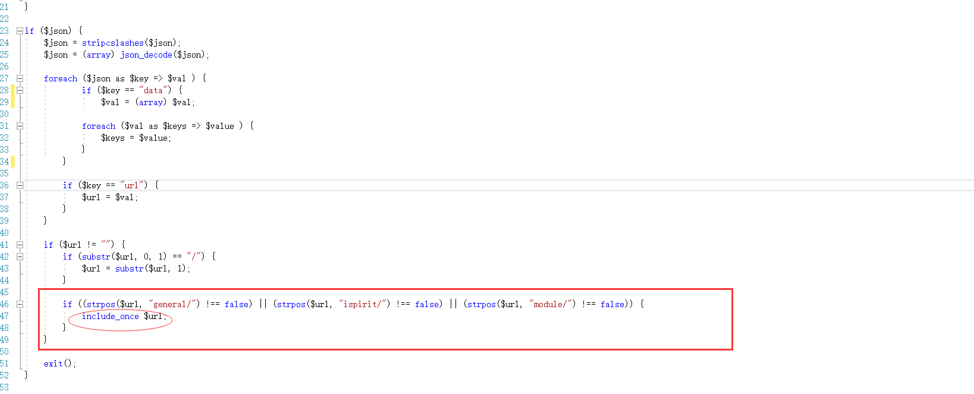 21 }
22
23 if ($json) {
24 $json = stripcslashes($json);
25 $json = (array) json_decode($json);
26
27 foreach ($json as $key => $val ) {
28 if ($key == "data") {
29 $val = (array) $val;
30
31 foreach ($val as $keys => $value ) {
32 $keys = $value;
33 }
34 }
35
36 if ($key == "url") {
37 $url = $val;
38 }
39 }
40
41 if ($url != "") {
42 if (substr($url, 0, 1) == "/") {
43 $url = substr($url, 1);
44 }
45
46 if ((strpos($url, "general/") !== false) || (strpos($url, "ispirit/") !== false) || (strpos($url, "module/") !== false)) {
47 include_once $url;
48 }
49 }
50
51 exit();
52 }
53